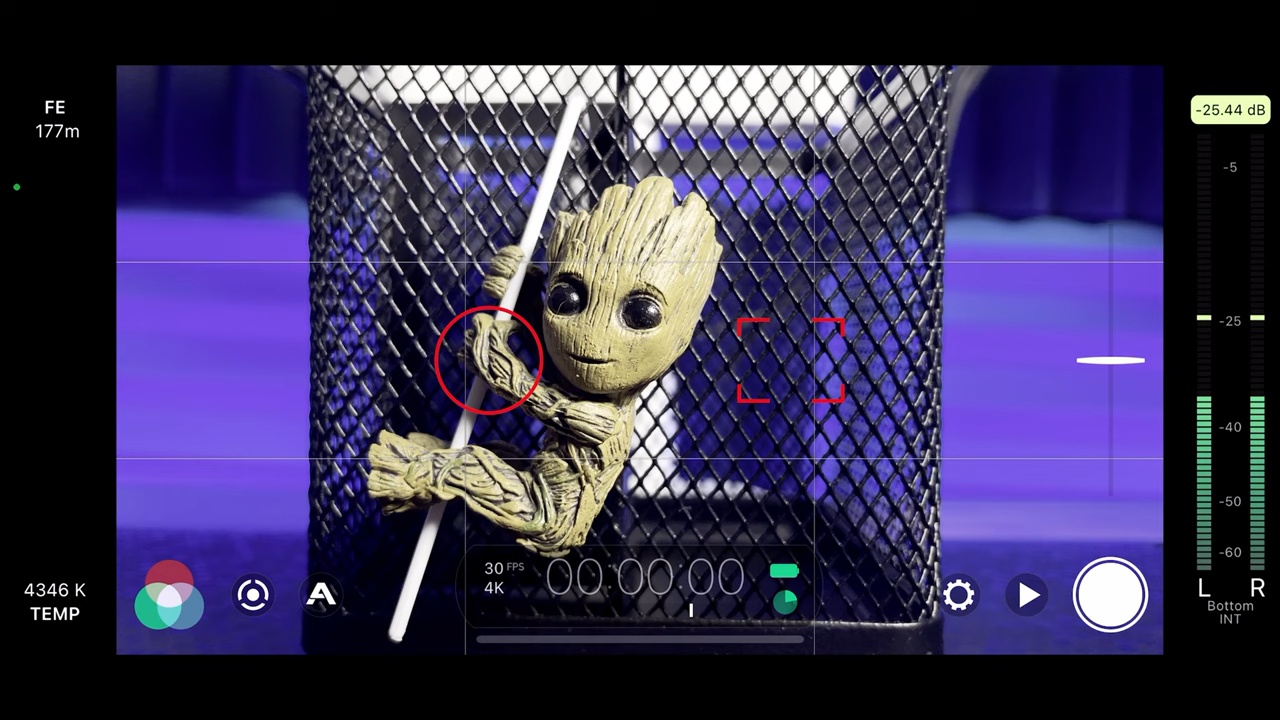 FE
177m
-25.44 dB
-5
-25
-40
-50
-60
30 FPS
4K
00:00:00
4346 K
TEMP
A
L R
Bottom
INT